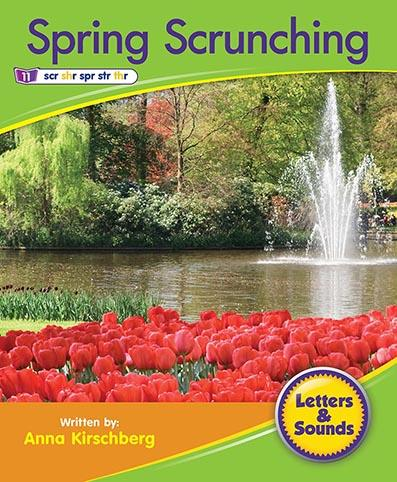 Spring Scrunching
11 scr shr spr str thr
Letters
&
Sounds
Written by:
Anna Kirschberg